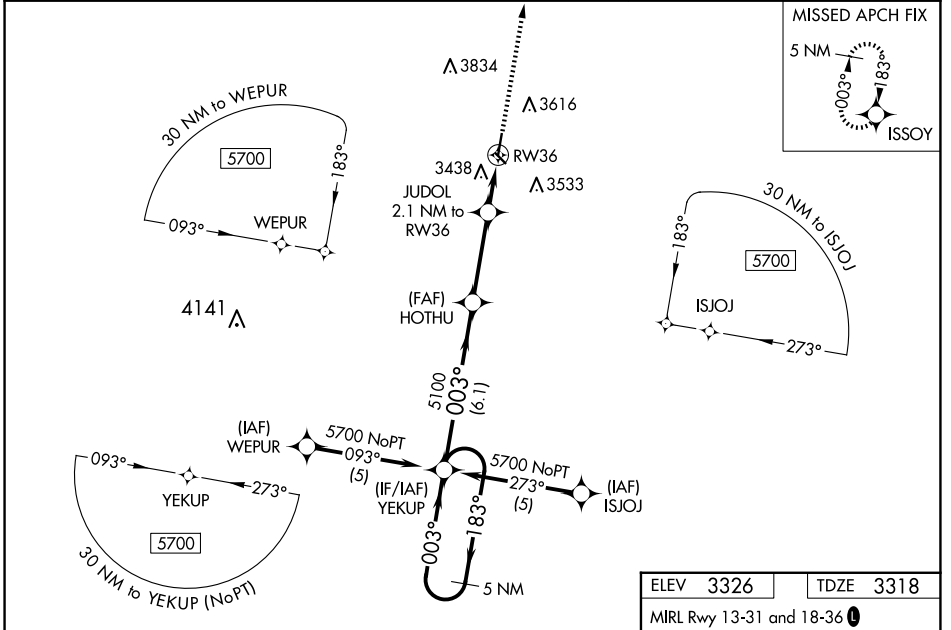 MISSED APCH FIX
5 NM
003°
183°
ISSOY
3834
3616
RW36
3438
3533
JUDOL
2.1 NM to
RW36
30 NM to WEPUR
5700
183°
093°
WEPUR
30 NM to ISJOJ
183°
5700
ISJOJ
273°
4141
(FAF)
HOTHU
5100
003°
(6.1)
(IAF)
WEPUR
5700 NoPT
093°
(5)
(IF/IAF)
YEKUP
5700 NoPT
273°
(5)
(IAF)
ISJOJ
003°
183°
5 NM
093°
YEKUP
273°
5700
30 NM to YEKUP (NoPT)
ELEV 3326
TDZE 3318
MIRL Rwy 13-31 and 18-36 L